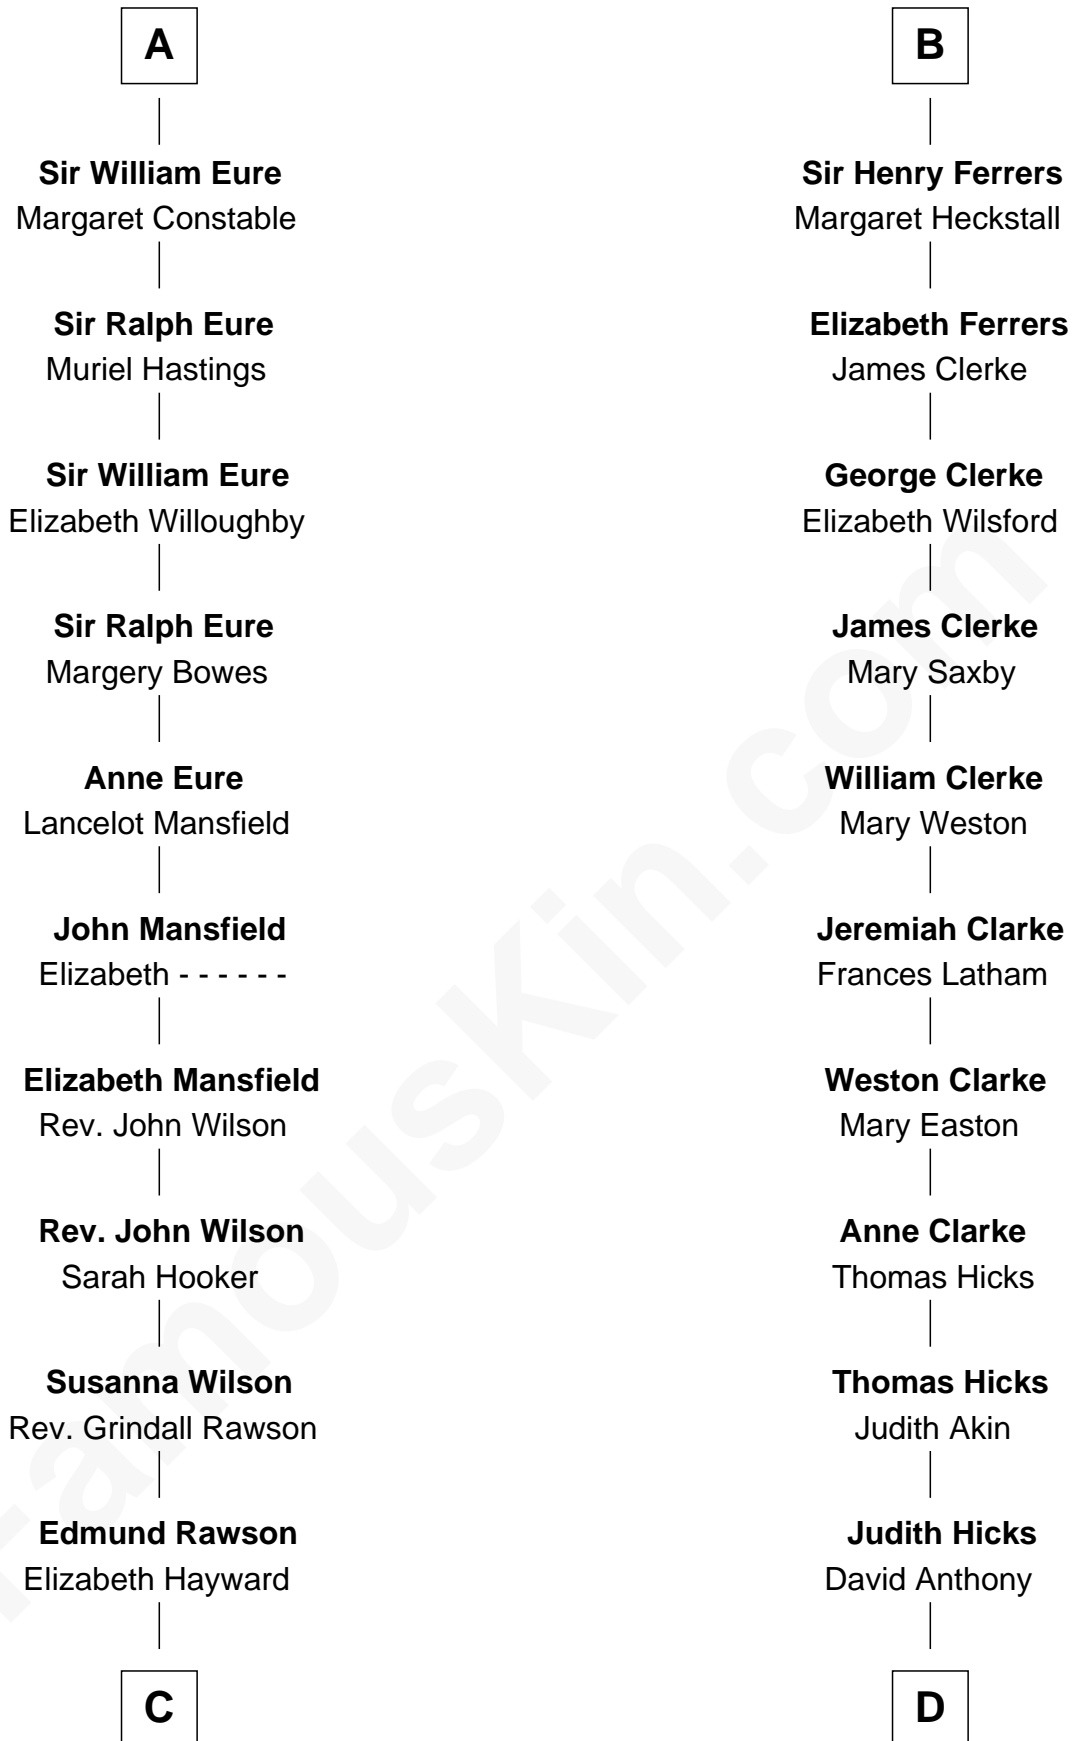 A
Sir William Eure
Margaret Constable
Sir Ralph Eure
Muriel Hastings
Sir William Eure
Elizabeth Willoughby
Sir Ralph Eure
Margery Bowes
Anne Eure
Lancelot Mansfield
John Mansfield
Elizabeth - - - - - -
Elizabeth Mansfield
Rev. John Wilson
Rev. John Wilson
Sarah Hooker
Susanna Wilson
Rev. Grindall Rawson
Edmund Rawson
Elizabeth Hayward
C
B
Sir Henry Ferrers
Margaret Heckstall
Elizabeth Ferrers
James Clerke
George Clerke
Elizabeth Wilsford
James Clerke
Mary Saxby
William Clerke
Mary Weston
Jeremiah Clarke
Frances Latham
Weston Clarke
Mary Easton
Anne Clarke
Thomas Hicks
Thomas Hicks
Judith Akin
Judith Hicks
David Anthony
D
FamousKin.com